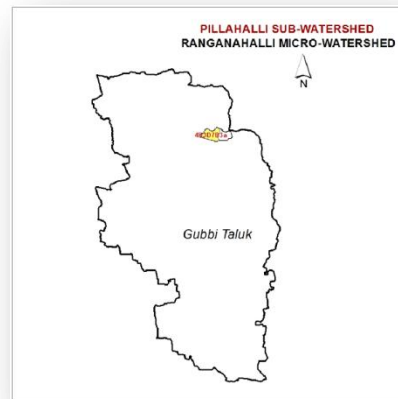 PILLAHALLI SUB-WATERSHED
RANGANAHALLI MICRO-WATERSHED
N
Gubbi Taluk